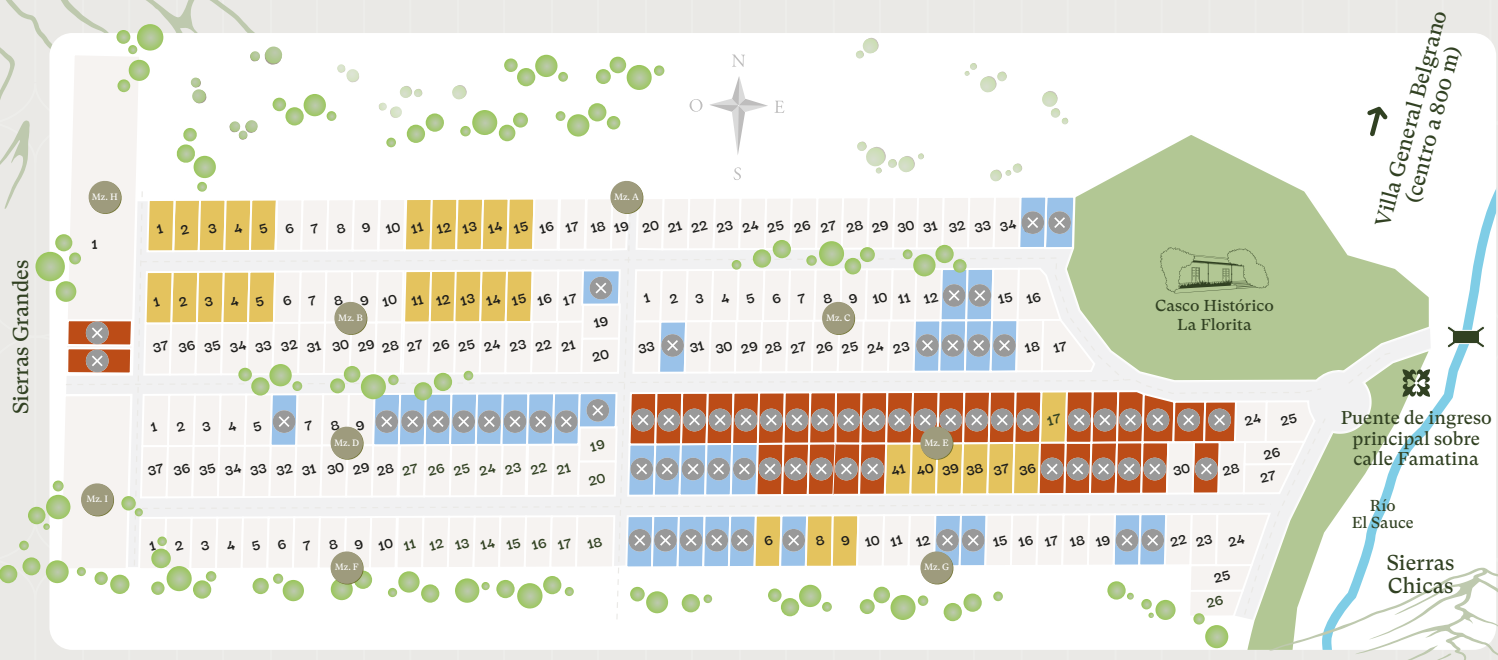 N
O E
S
Villa General Belgrano
(centro a 800 m)
Mz. H
Mz. A
1
1 2 3 4 5 6 7 8 9 10 11 12 13 14 15 16 17 18 19 20 21 22 23 24 25 26 27 28 29 30 31 32 33 34
Sierras Grandes
Casco Histórico
La Florita
1 2 3 4 5 6 7 8 9 10 11 12 13 14 15 16 17
19
20
Mz. B
37 36 35 34 33 32 31 30 29 28 27 26 25 24 23 22 21
1 2 3 4 5 6 7 8 9 10 11 12 15 16
Mz. C
33 31 30 29 28 27 26 25 24 23 18 17
1 2 3 4 5 7 8 9
19
20
Mz. D
37 36 35 34 33 32 31 30 29 28 27 26 25 24 23 22 21
17 24 25
26
27
Mz. E
41 40 39 38 37 36 30 28
Puente de ingreso
principal sobre
calle Famatina
Mz. I
Río
El Sauce
1 2 3 4 5 6 7 8 9 10 11 12 13 14 15 16 17 18
Mz. F
6 8 9 10 11 12 15 16 17 18 19 22 23 24
25
26
Mz. G
Sierras
Chicas